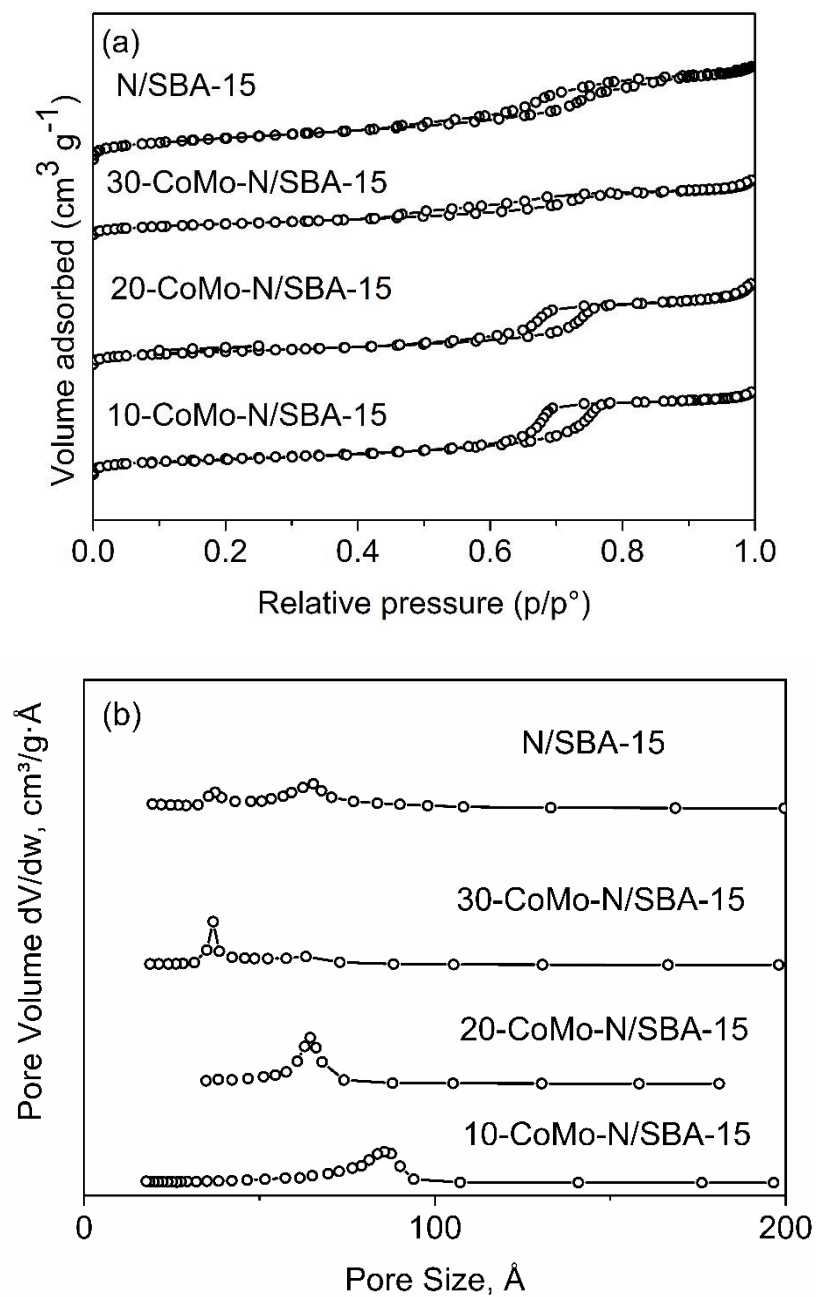 (a)
N/SBA-15
30-CoMo-N/SBA-15
20-CoMo-N/SBA-15
10-CoMo-N/SBA-15
Volume adsorbed (cm³ g⁻¹)
0.0 0.2 0.4 0.6 0.8 1.0
Relative pressure (p/p°)
(b)
N/SBA-15
30-CoMo-N/SBA-15
20-CoMo-N/SBA-15
10-CoMo-N/SBA-15
Pore Volume dV/dw, cm³/g·Å
0 100 200
Pore Size, Å